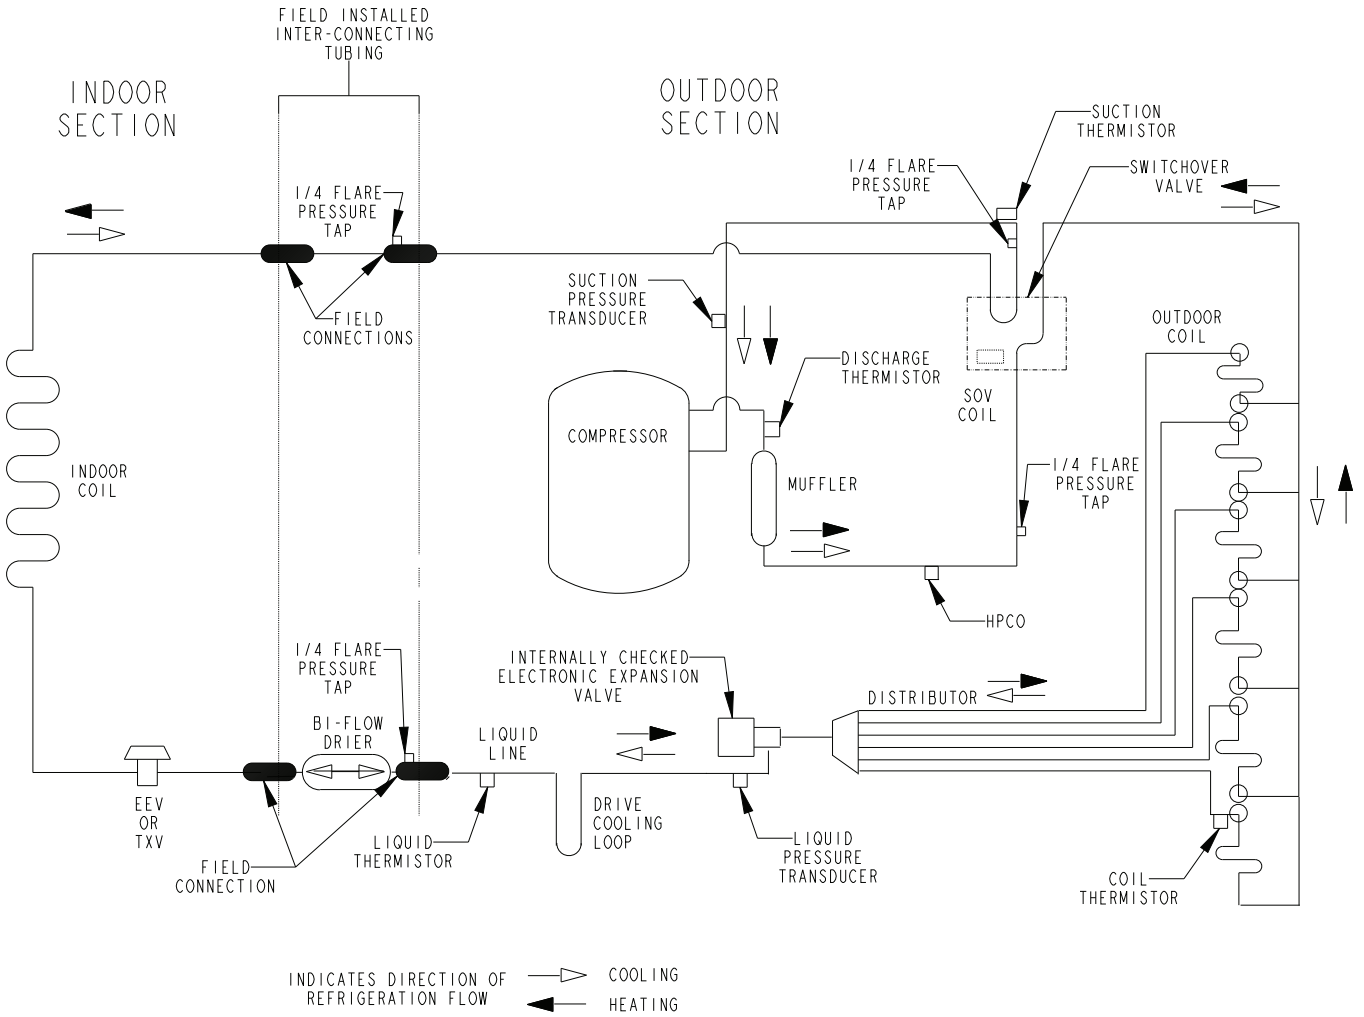 FIELD INSTALLED
INTER-CONNECTING
TUBING
INDOOR
SECTION
OUTDOOR
SECTION
SUCTION
THERMISTOR
1/4 FLARE
PRESSURE
TAP
SWITCHOVER
VALVE
1/4 FLARE
PRESSURE
TAP
SUCTION
PRESSURE
TRANSDUCER
FIELD
CONNECTIONS
OUTDOOR
COIL
DISCHARGE
THERMISTOR
SOV
COIL
COMPRESSOR
INDOOR
COIL
MUFFLER
1/4 FLARE
PRESSURE
TAP
HPCO
1/4 FLARE
PRESSURE
TAP
INTERNALLY CHECKED
ELECTRONIC EXPANSION
VALVE
DISTRIBUTOR
BI-FLOW
DRIER
LIQUID
LINE
EEV
OR
TXV
DRIVE
COOLING
LOOP
LIQUID
THERMISTOR
LIQUID
PRESSURE
TRANSDUCER
FIELD
CONNECTION
COIL
THERMISTOR
INDICATES DIRECTION OF
REFRIGERATION FLOW
COOLING
HEATING